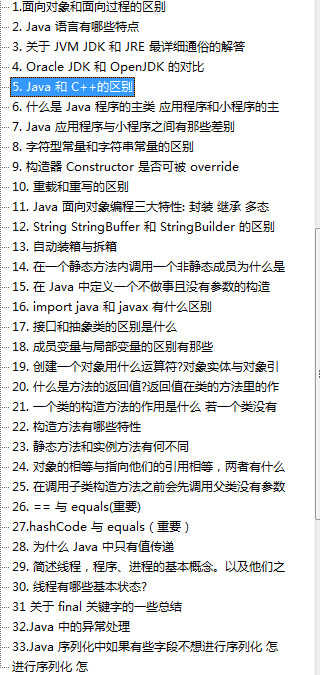 1.面向对象和面向过程的区别
2. Java 语言有哪些特点
3. 关于 JVM JDK 和 JRE 最详细通俗的解答
4. Oracle JDK 和 OpenJDK 的对比
5. Java 和 C++的区别
6. 什么是 Java 程序的主类 应用程序和小程序的主
7. Java 应用程序与小程序之间有那些差别
8. 字符型常量和字符串常量的区别
9. 构造器 Constructor 是否可被 override
10. 重载和重写的区别
11. Java 面向对象编程三大特性: 封装 继承 多态
12. String StringBuffer 和 StringBuilder 的区别
13. 自动装箱与拆箱
14. 在一个静态方法内调用一个非静态成员为什么是
15. 在 Java 中定义一个不做事且没有参数的构造
16. import java 和 javax 有什么区别
17. 接口和抽象类的区别是什么
18. 成员变量与局部变量的区别有那些
19. 创建一个对象用什么运算符?对象实体与对象引
20. 什么是方法的返回值?返回值在类的方法里的作
21. 一个类的构造方法的作用是什么 若一个类没有
22. 构造方法有哪些特性
23. 静态方法和实例方法有何不同
24. 对象的相等与指向他们的引用相等，两者有什么
25. 在调用子类构造方法之前会先调用父类没有参数
26. == 与 equals(重要)
27.hashCode 与 equals（重要）
28. 为什么 Java 中只有值传递
29. 简述线程，程序、进程的基本概念。以及他们之
30. 线程有哪些基本状态?
31 关于 final 关键字的一些总结
32.Java 中的异常处理
33.Java 序列化中如果有些字段不想进行序列化 怎
进行序列化 怎